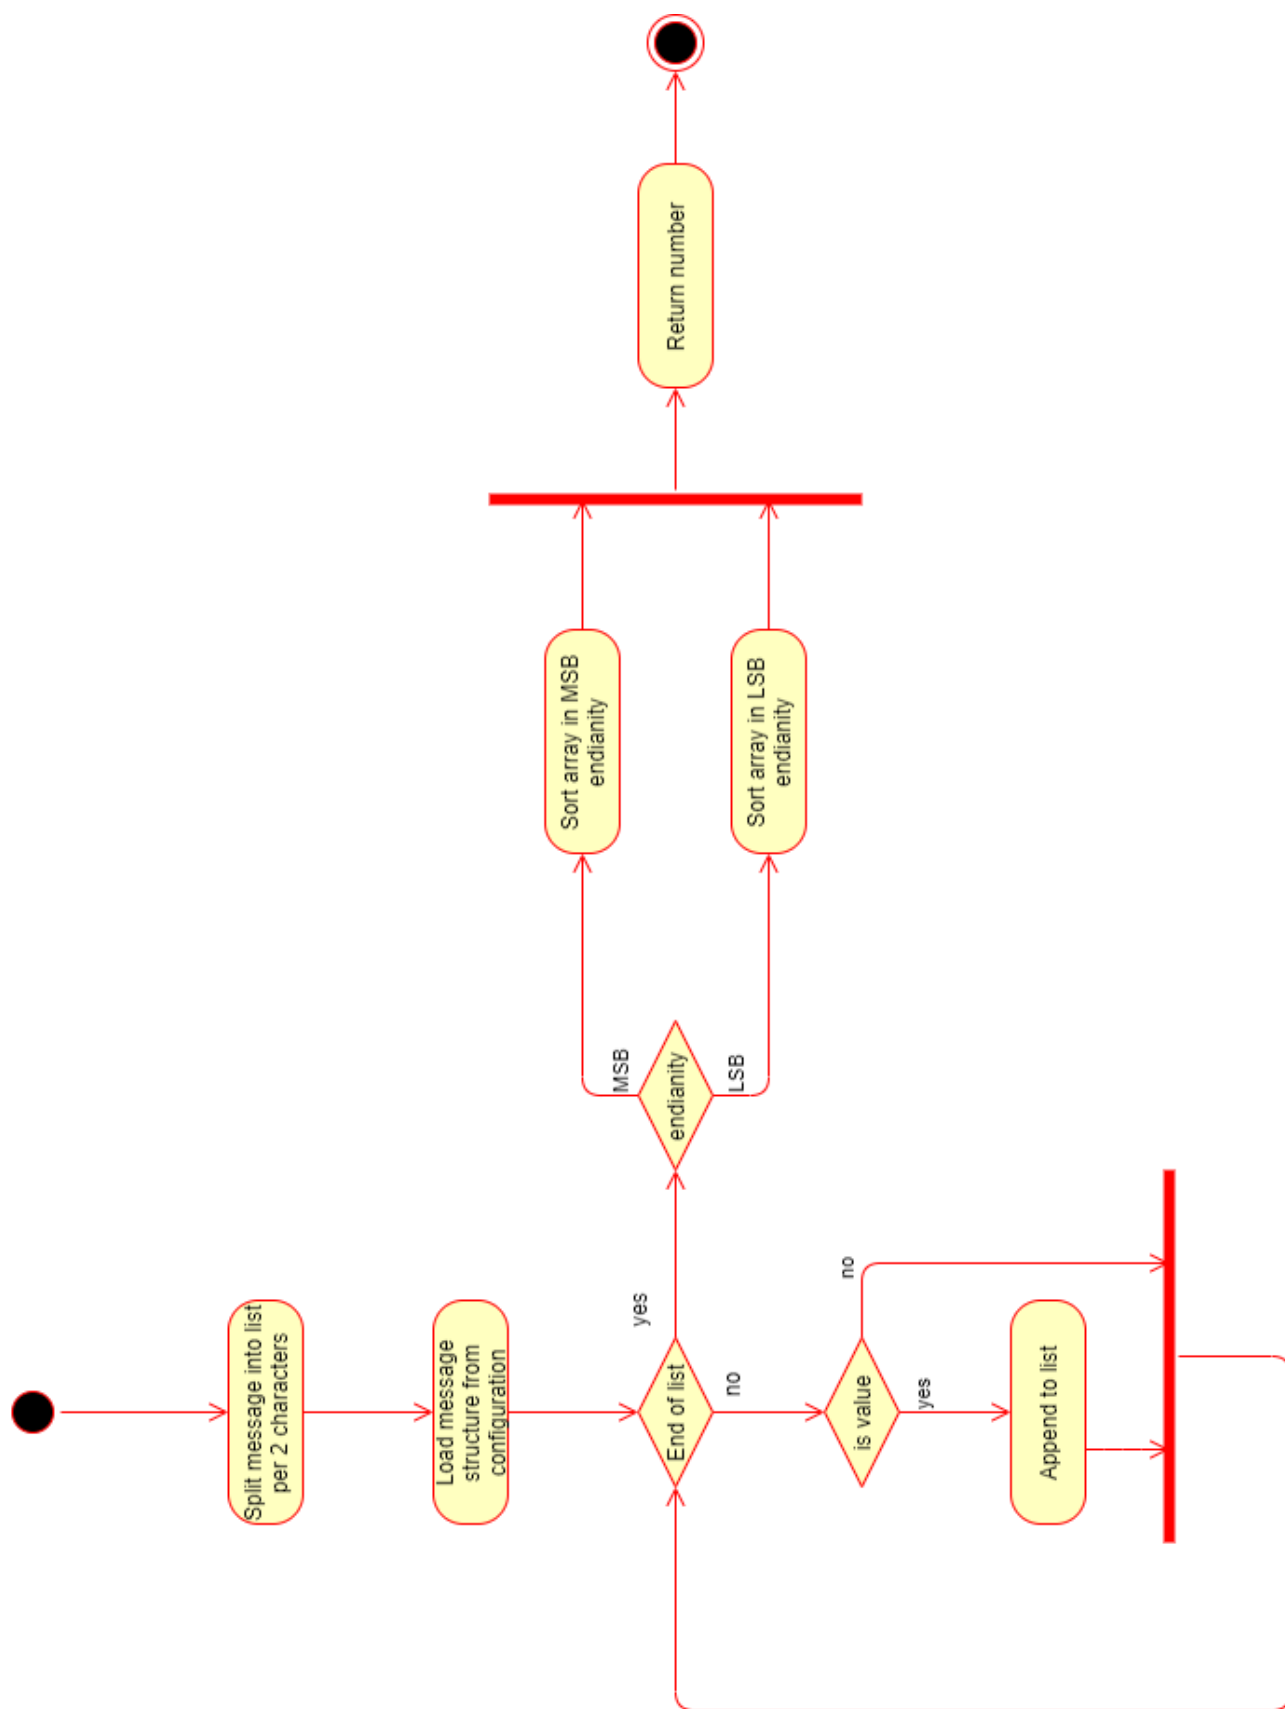 Split message into list
per 2 characters
Load message
structure from
configuration
End of list
yes
no
is value
no
yes
Append to list
endianity
MSB
LSB
Sort array in MSB
endianity
Sort array in LSB
endianity
Return number